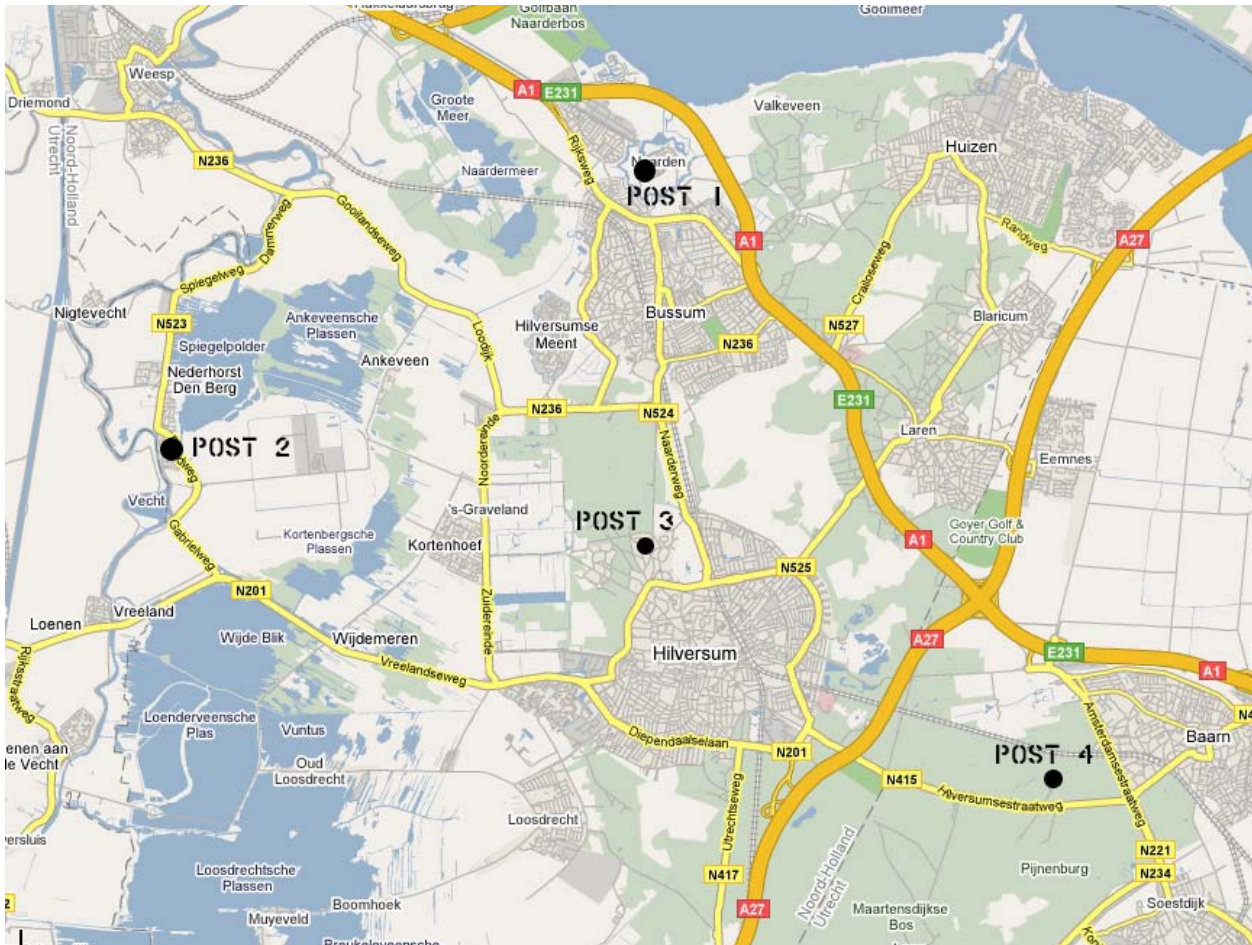 Golfbaan
Naarderbos
Gooimeer
Weesp
Driemond
Groote
Meer
A1
E231
Valkeveen
Noord-Holland
Utrecht
N236
Naardermeer
Rijksweg
Naarden
POST 1
Huizen
Dammerweg
Gooilandseweg
A1
Randweg
A27
Spiegelweg
Crailoseweg
Nigtevecht
N523
Ankeveensche
Plassen
Hilversumse
Meent
Bussum
N527
Blaricum
Spiegelpolder
Loodijk
N236
Ankeveen
Nederhorst
Den Berg
N236
N524
E231
Laren
POST 2
Noordereinde
Naarderweg
Eemnes
Vecht
's-Graveland
POST 3
Goyer Golf &
Country Club
Kortenbergsche
Plassen
Kortenhoef
A1
Gabrielweg
N525
N201
Vreeland
Loenen
Zuidereinde
Wijde Blik
Wijdemeren
A27
Hilversum
E231
A1
Rijksstraatweg
Vreelandseweg
Loenderveensche
Plas
Vuntus
Amsterdamsestraatweg
Baarn
Diependaalselaan
N201
POST 4
Oud
Loosdrecht
N415
Hilversumsestraatweg
Utrechtseweg
Loosdrecht
N221
Loosdrechtsche
Plassen
N417
Noord-Holland
Utrecht
Pijnenburg
N234
Boomhoek
Maartensdijkse
Bos
Soestdijk
Muyeveld
A27